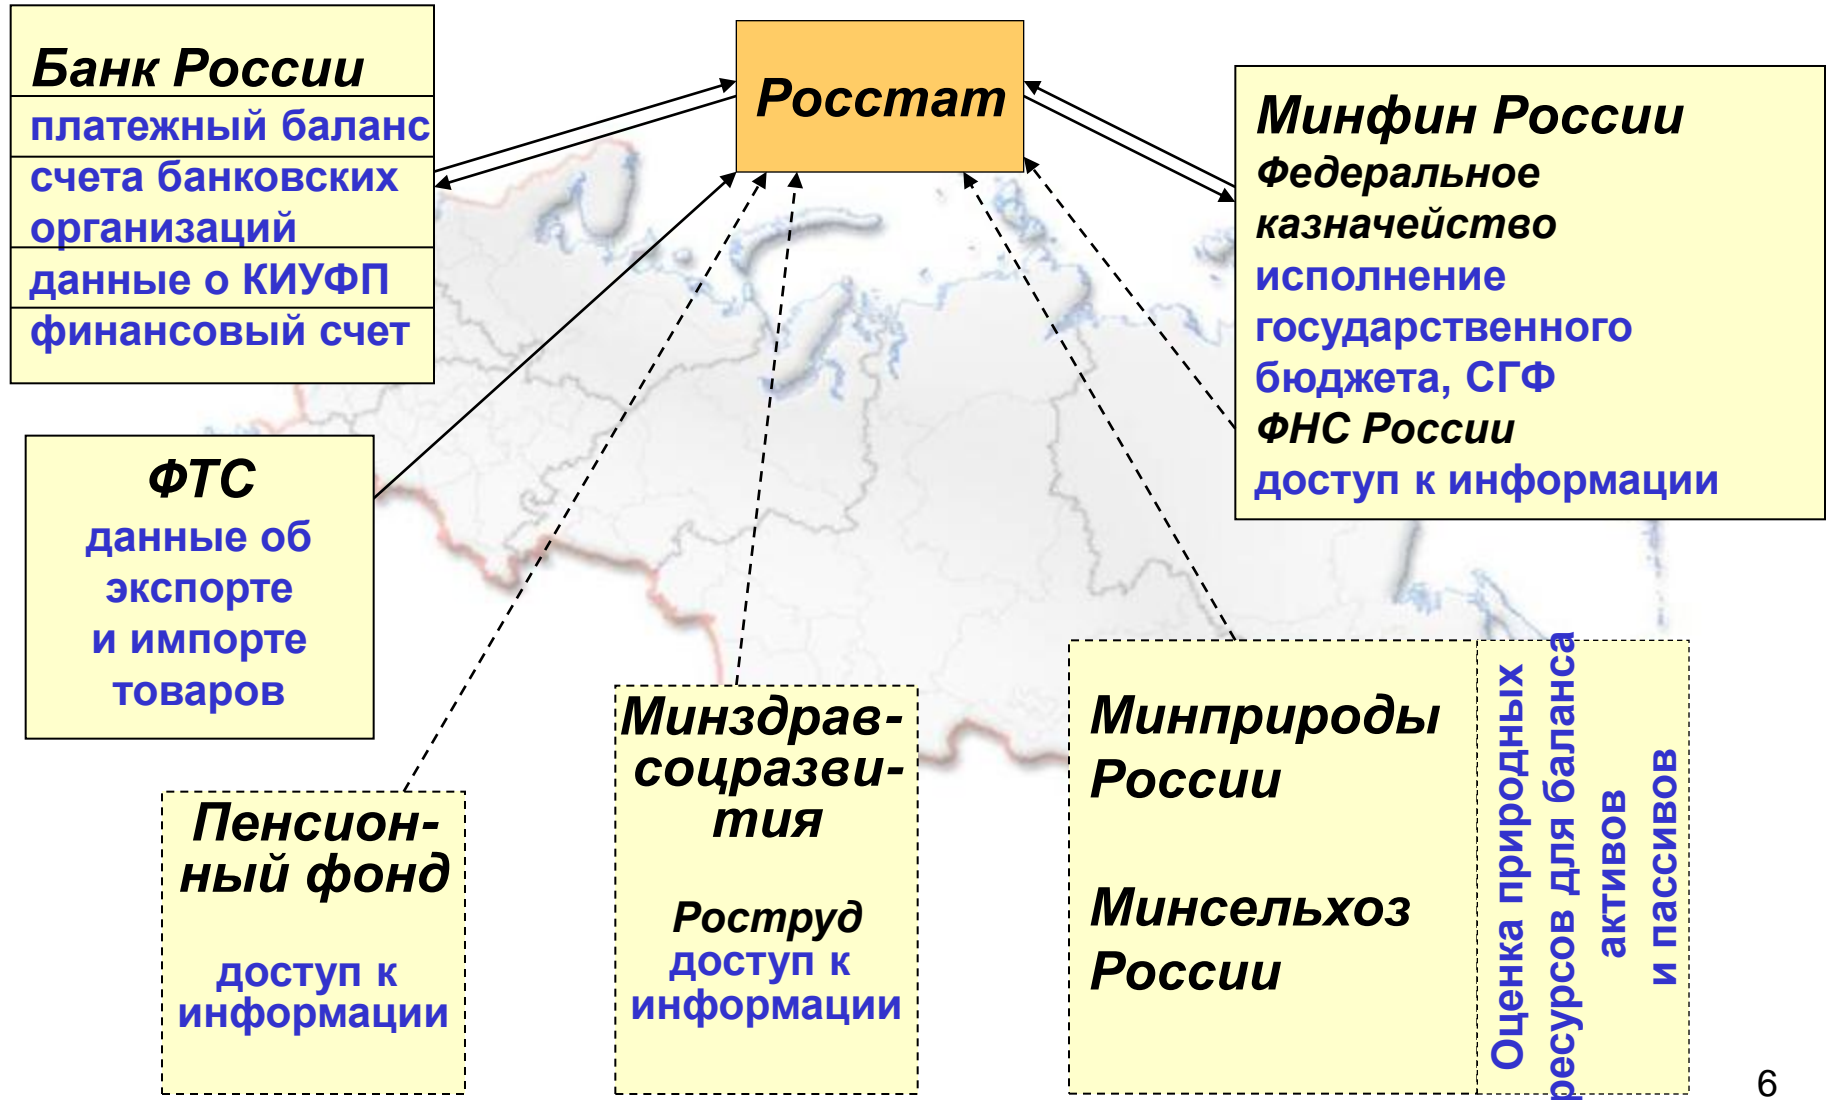 Банк России
платежный баланс
счета банковских
организаций
данные о КИУФП
финансовый счет
Росстат
Минфин России
Федеральное
казначейство
исполнение
государственного
бюджета, СГФ
ФНС России
доступ к информации
ФТС
данные об
экспорте
и импорте
товаров
Пенсион-
ный фонд
доступ к
информации
Минздрав-
соцразви-
тия
Роструд
доступ к
информации
Минприроды
России
Минсельхоз
России
Оценка природных
ресурсов для баланса
активов
и пассивов
6